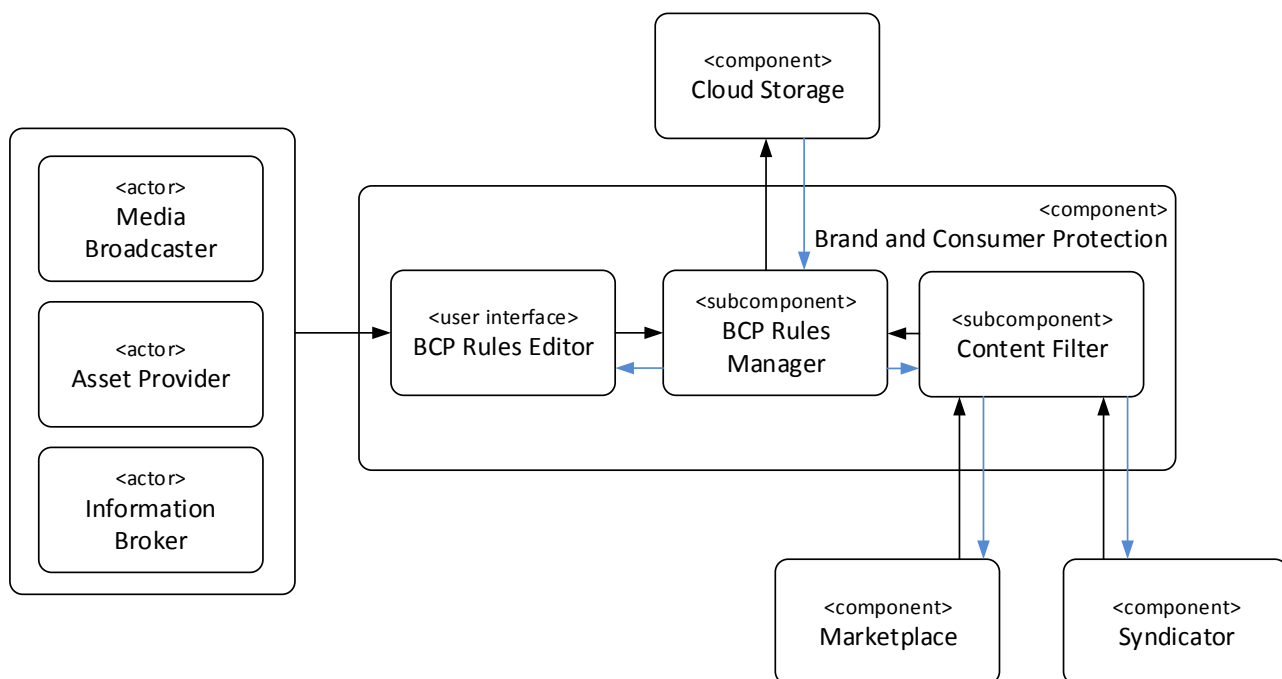 <component>
Cloud Storage
<actor>
Media
Broadcaster
<actor>
Asset Provider
<actor>
Information
Broker
<component>
Brand and Consumer Protection
<user interface>
BCP Rules Editor
<subcomponent>
BCP Rules
Manager
<subcomponent>
Content Filter
<component>
Marketplace
<component>
Syndicator